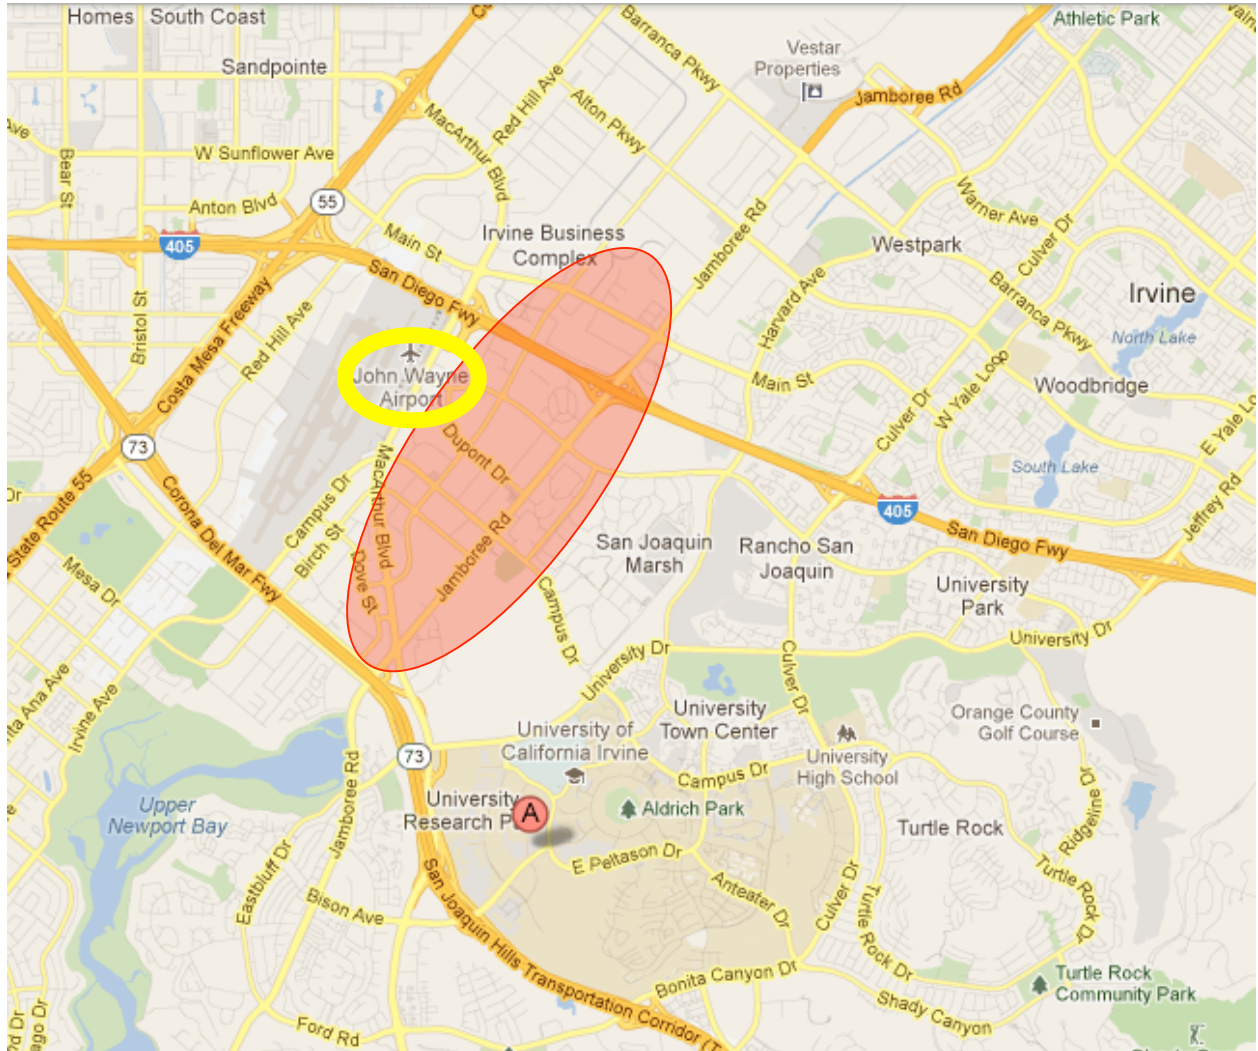 Homes
South Coast
Athletic Park
Sandpointe
Barranca Pkwy
Vestar
Properties
Jamboree Rd
Red Hill Ave
Alton Pkwy
MacArthur Blvd
Ave
W Sunflower Ave
Bear St
Anton Blvd
55
Main St
405
Irvine Business
Complex
Jamboree Rd
Warner Ave
Westpark
Culver Dr
Barranca Pkwy
Irvine
San Diego Fwy
Harvard Ave
North Lake
Bristol St
Costa Mesa Freeway
Red Hill Ave
John Wayne
Airport
Main St
W Yale Loop
Woodbridge
Culver Dr
E Yale Lo
73
Dupont Dr
South Lake
Dr
State Route 55
Corona Del Mar Fwy
MacArthur Blvd
Campus Dr
Birch St
Dove St
Jamboree Rd
405
San Diego Fwy
Jeffrey Rd
San Joaquin
Marsh
Rancho San
Joaquin
University
Park
Mesa Dr
Campus Dr
University Dr
University Dr
Culver Dr
ta Ana Ave
Irvine Ave
University
Town Center
Orange County
Golf Course
University of
California Irvine
73
Campus Dr
University
High School
Ridgeline Dr
Upper
Newport Bay
Jamboree Rd
University
Research P
A
Aldrich Park
Turtle Rock
E Peltason Dr
Eastbluff Dr
Bison Ave
Anteater Dr
Culver Dr
Turtle Rock Dr
Turtle Rock Dr
San Joaquin Hills Transportation Corridor (T
Bonita Canyon Dr
Shady Canyon
Turtle Rock
Community Park
Ford Rd
ago Dr
d Dr